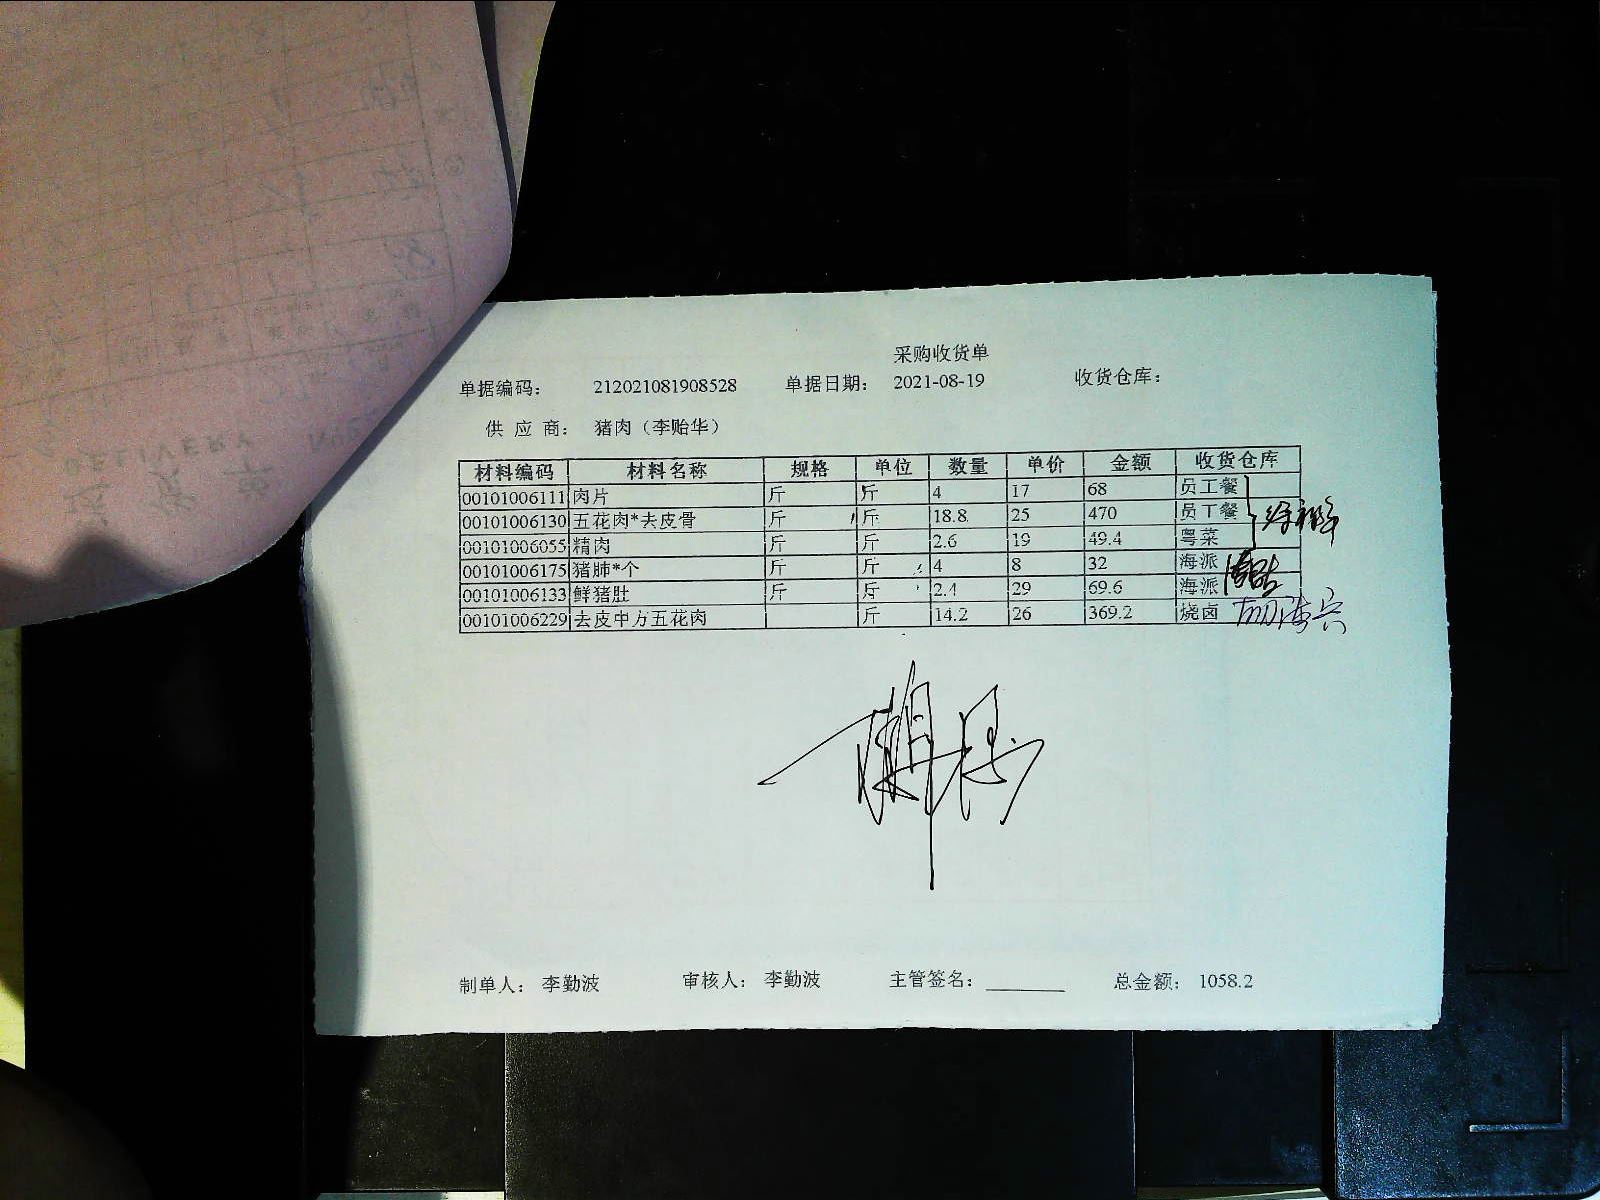 采购收货单
单据编码： 212021081908528 单据日期： 2021-08-19 收货仓库：
供 应 商： 猪肉（李贻华）
材料编码 材料名称 规格 单位 数量 单价 金额 收货仓库
00101006111 肉片 斤 斤 4 17 68 员工餐
00101006130 五花肉*去皮骨 斤 斤 18.8 25 470 员工餐
00101006055 精肉 斤 斤 2.6 19 49.4 粤菜
00101006175 猪肺*个 斤 斤 4 8 32 海派
00101006133 鲜猪肚 斤 斤 2.4 29 69.6 海派
00101006229 去皮中方五花肉 斤 14.2 26 369.2 烧卤
制单人： 李勤波 审核人： 李勤波 主管签名： 总金额： 1058.2
DELIVERY